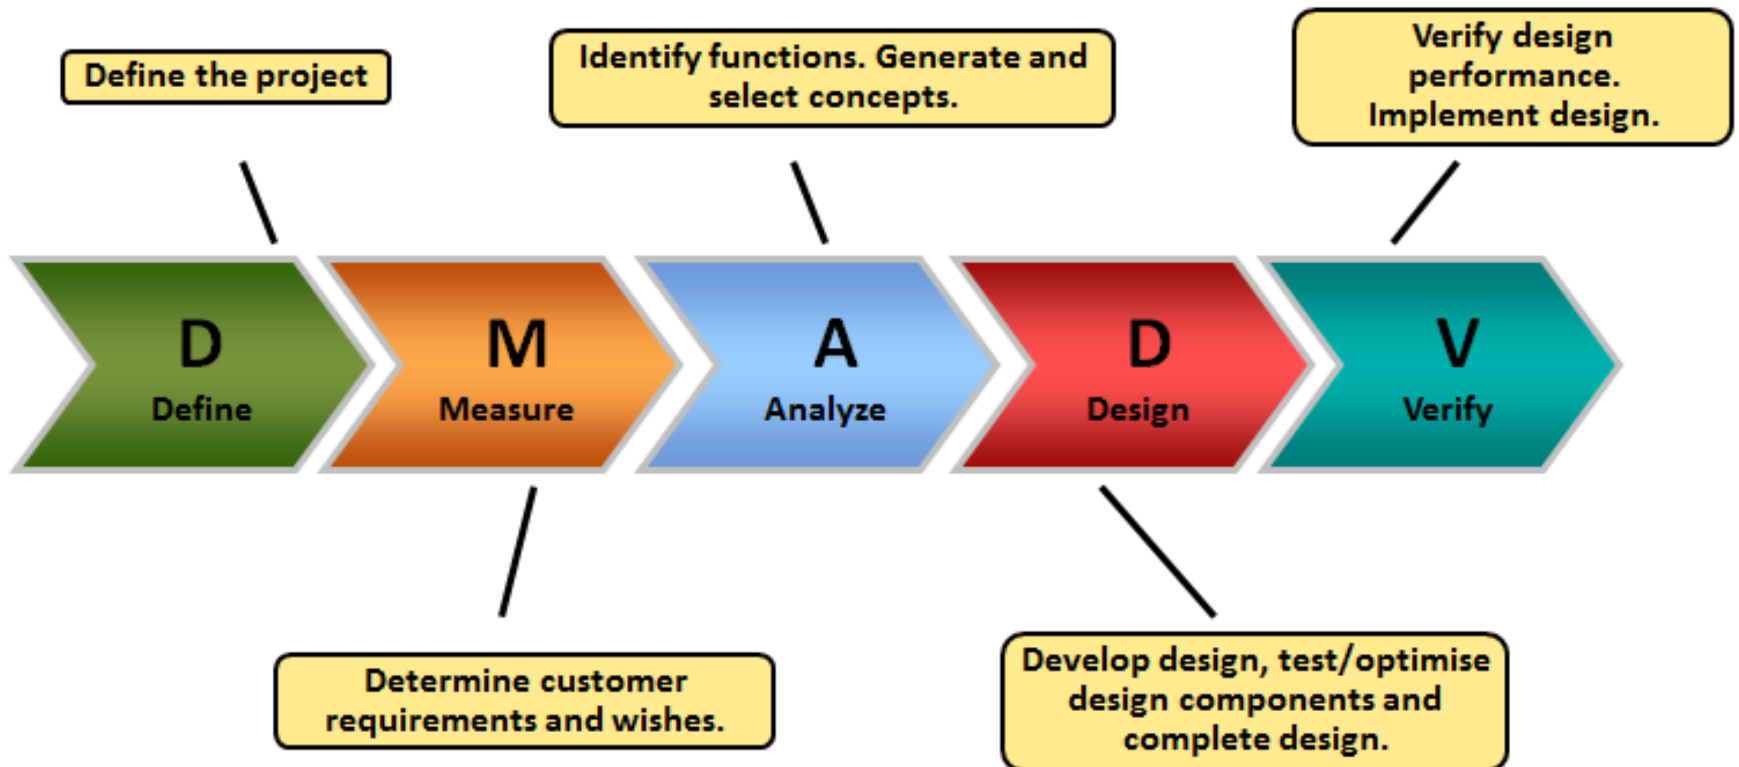 Define the project
Identify functions. Generate and
select concepts.
Verify design
performance.
Implement design.
D
Define
M
Measure
A
Analyze
D
Design
V
Verify
Determine customer
requirements and wishes.
Develop design, test/optimise
design components and
complete design.